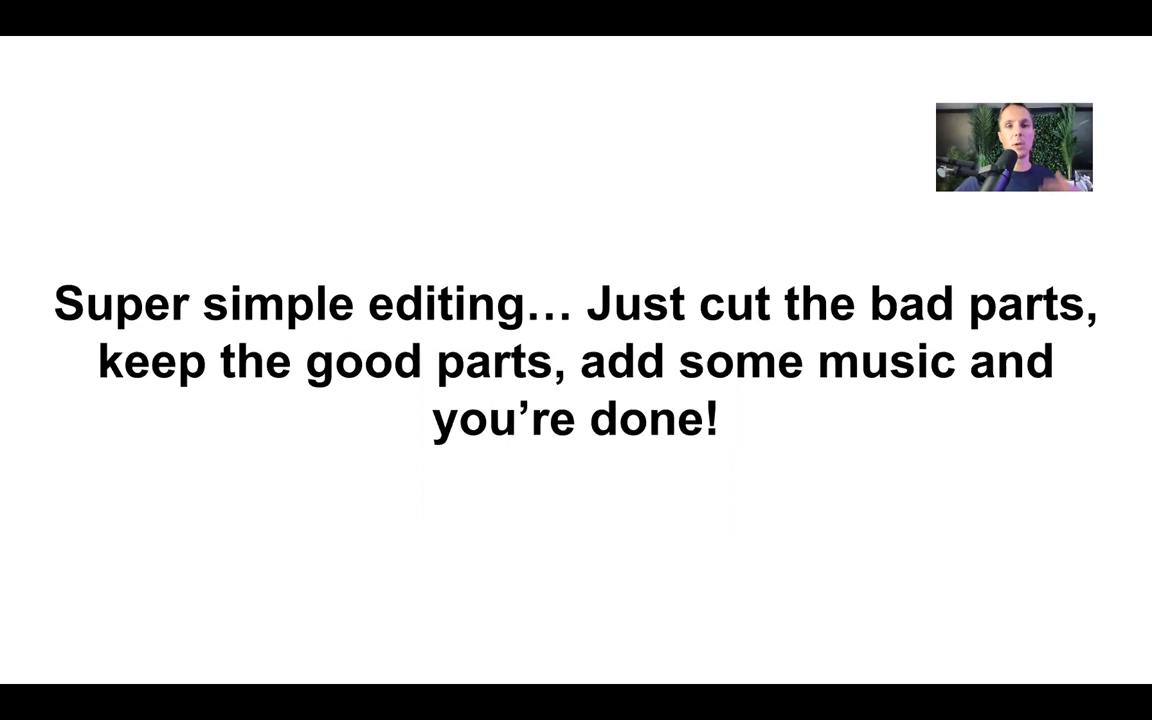 Super simple editing… Just cut the bad parts,
keep the good parts, add some music and
you’re done!